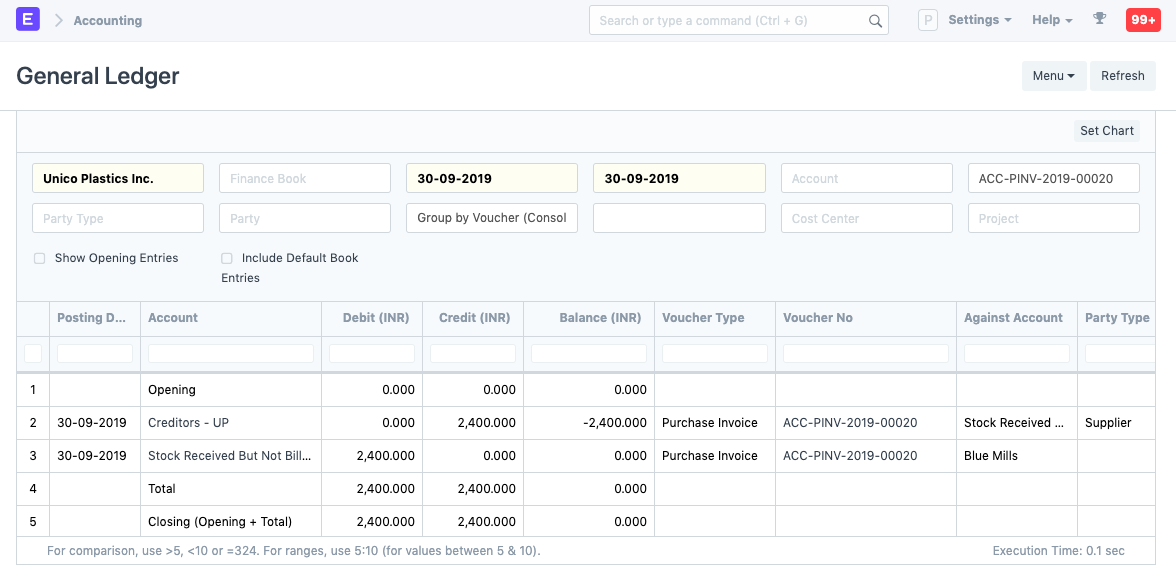 E Accounting Search or type a command (Ctrl + G) P Settings Help 99+
General Ledger Menu Refresh
Set Chart
Unico Plastics Inc. Finance Book 30-09-2019 30-09-2019 Account ACC-PINV-2019-00020
Party Type Party Group by Voucher (Consol Cost Center Project
Show Opening Entries Include Default Book
Entries
Posting D... Account Debit (INR) Credit (INR) Balance (INR) Voucher Type Voucher No Against Account Party Type
1 Opening 0.000 0.000 0.000
2 30-09-2019 Creditors - UP 0.000 2,400.000 -2,400.000 Purchase Invoice ACC-PINV-2019-00020 Stock Received ... Supplier
3 30-09-2019 Stock Received But Not Bill... 2,400.000 0.000 0.000 Purchase Invoice ACC-PINV-2019-00020 Blue Mills
4 Total 2,400.000 2,400.000 0.000
5 Closing (Opening + Total) 2,400.000 2,400.000 0.000
For comparison, use >5, <10 or =324. For ranges, use 5:10 (for values between 5 & 10). Execution Time: 0.1 sec